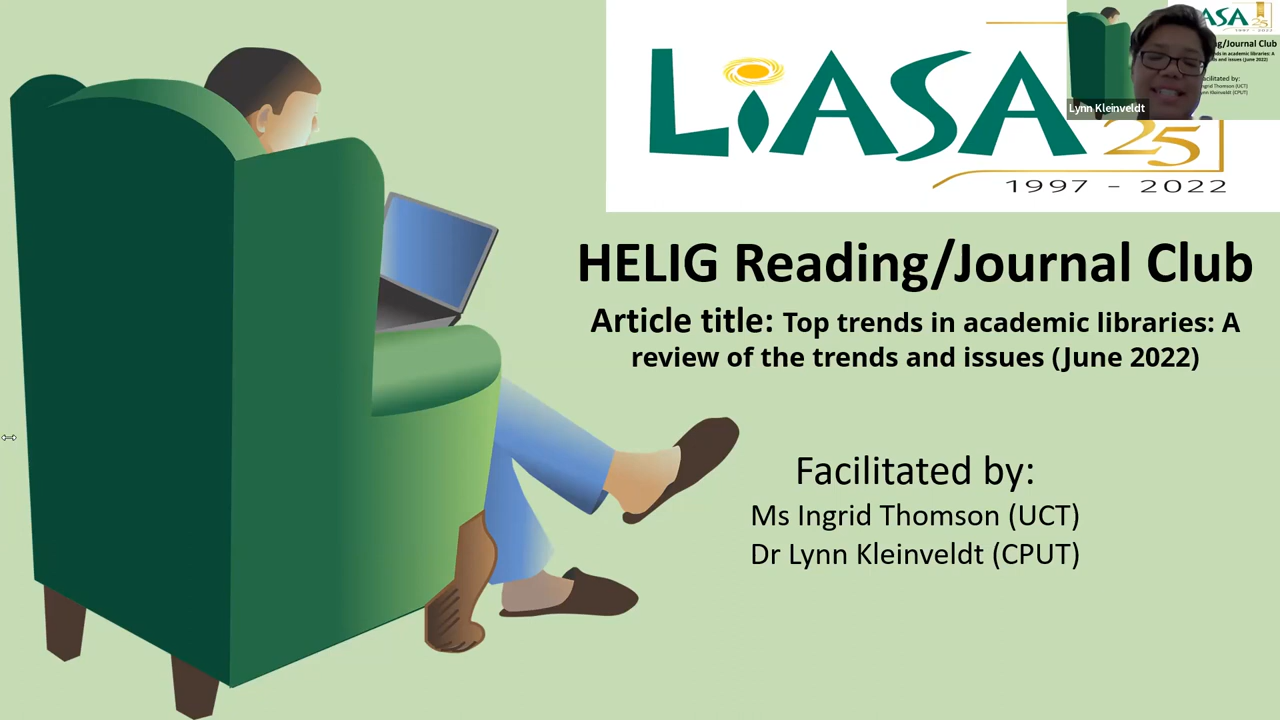 LiASA
25
1997 - 2022
Lynn Kleinveldt
HELIG Reading/Journal Club
Article title: Top trends in academic libraries: A
review of the trends and issues (June 2022)
Facilitated by:
Ms Ingrid Thomson (UCT)
Dr Lynn Kleinveldt (CPUT)